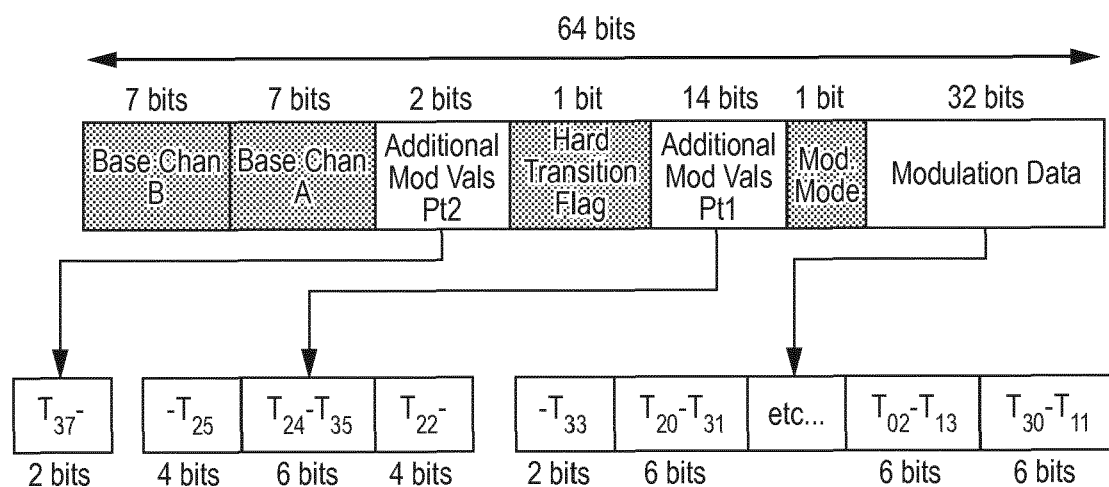 64 bits
7 bits 7 bits 2 bits 1 bit 14 bits 1 bit 32 bits
Base Chan B
Base Chan A
Additional Mod Vals Pt2
Hard Transition Flag
Additional Mod Vals Pt1
Mod Mode
Modulation Data
T37- -T25 T24-T35 T22- -T33 T20-T31 etc... T02-T13 T30-T11
2 bits 4 bits 6 bits 4 bits 2 bits 6 bits 6 bits 6 bits